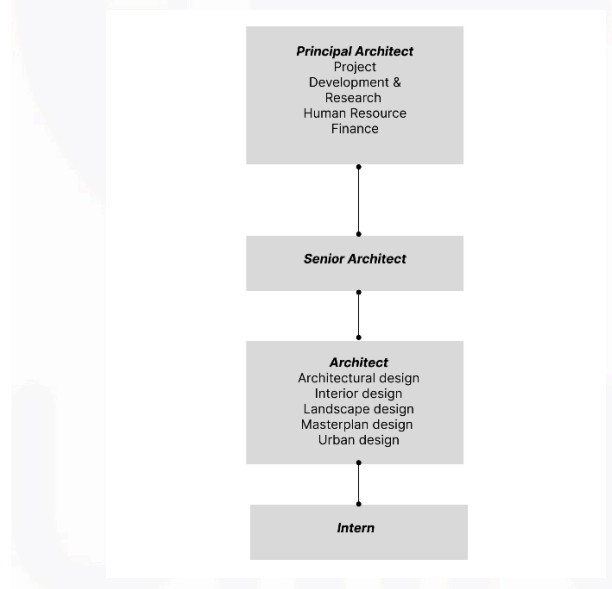 Principal Architect
Project
Development &
Research
Human Resource
Finance
Senior Architect
Architect
Architectural design
Interior design
Landscape design
Masterplan design
Urban design
Intern